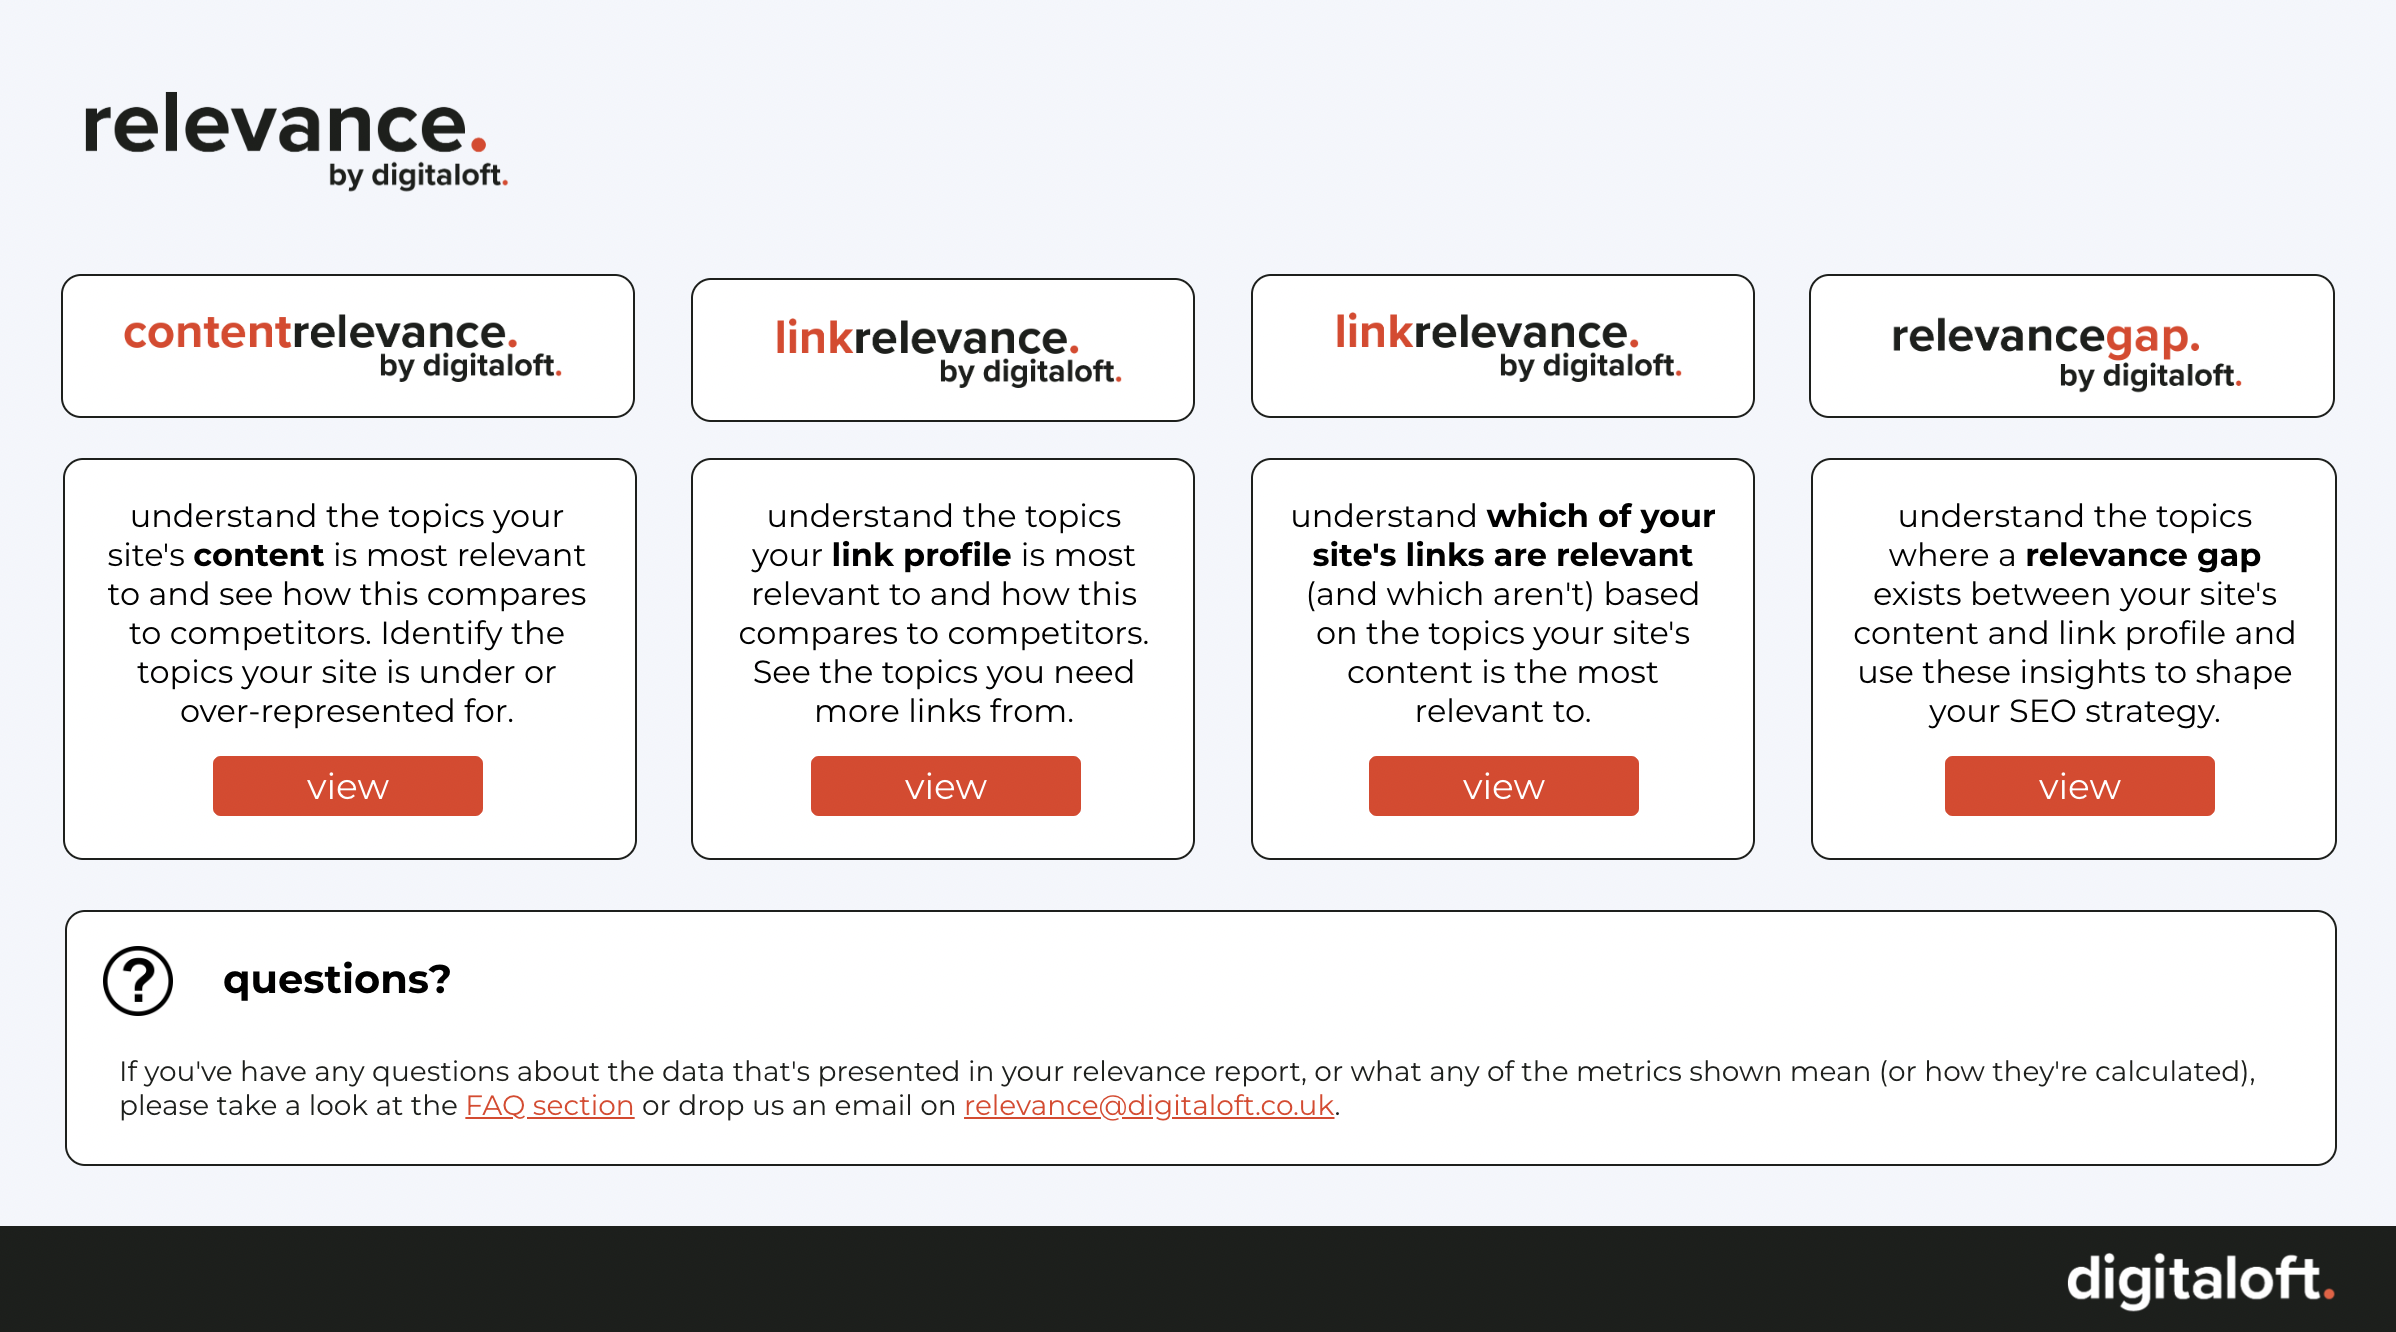 relevance.
by digitaloft.
contentrelevance.
by digitaloft.
linkrelevance.
by digitaloft.
linkrelevance.
by digitaloft.
relevancegap.
by digitaloft.
understand the topics your
site's content is most relevant
to and see how this compares
to competitors. Identify the
topics your site is under or
over-represented for.
view
understand the topics
your link profile is most
relevant to and how this
compares to competitors.
See the topics you need
more links from.
view
understand which of your
site's links are relevant
(and which aren't) based
on the topics your site's
content is the most
relevant to.
view
understand the topics
where a relevance gap
exists between your site's
content and link profile and
use these insights to shape
your SEO strategy.
view
?
questions?
If you've have any questions about the data that's presented in your relevance report, or what any of the metrics shown mean (or how they're calculated),
please take a look at the FAQ section or drop us an email on relevance@digitaloft.co.uk.
digitaloft.